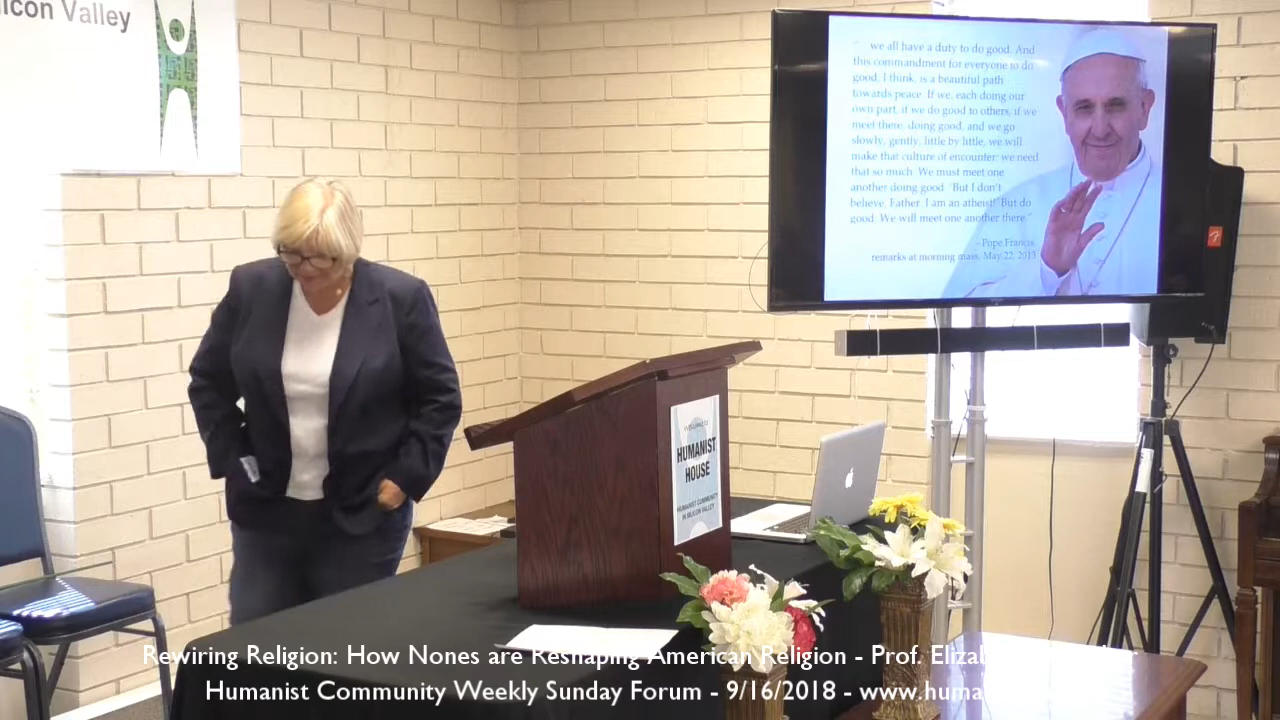 icon Valley
" we all have a duty to do good. And
this commandment for everyone to do
good, I think, is a beautiful path
towards peace. If we, each doing our
own part, if we do good to others, if we
meet there, doing good, and we go
slowly, gently, little by little, we will
make that culture of encounter: we need
that so much. We must meet one
another doing good. 'But I don't
believe, Father, I am an atheist!' But do
good: We will meet one another there."
- Pope Francis,
remarks at morning mass, May 22, 2013
HUMANIST
HOUSE
HUMANIST COMMUNITY
IN SILICON VALLEY
Rewiring Religion: How Nones are Reshaping American Religion - Prof. Eliza
Humanist Community Weekly Sunday Forum - 9/16/2018 - www.huma